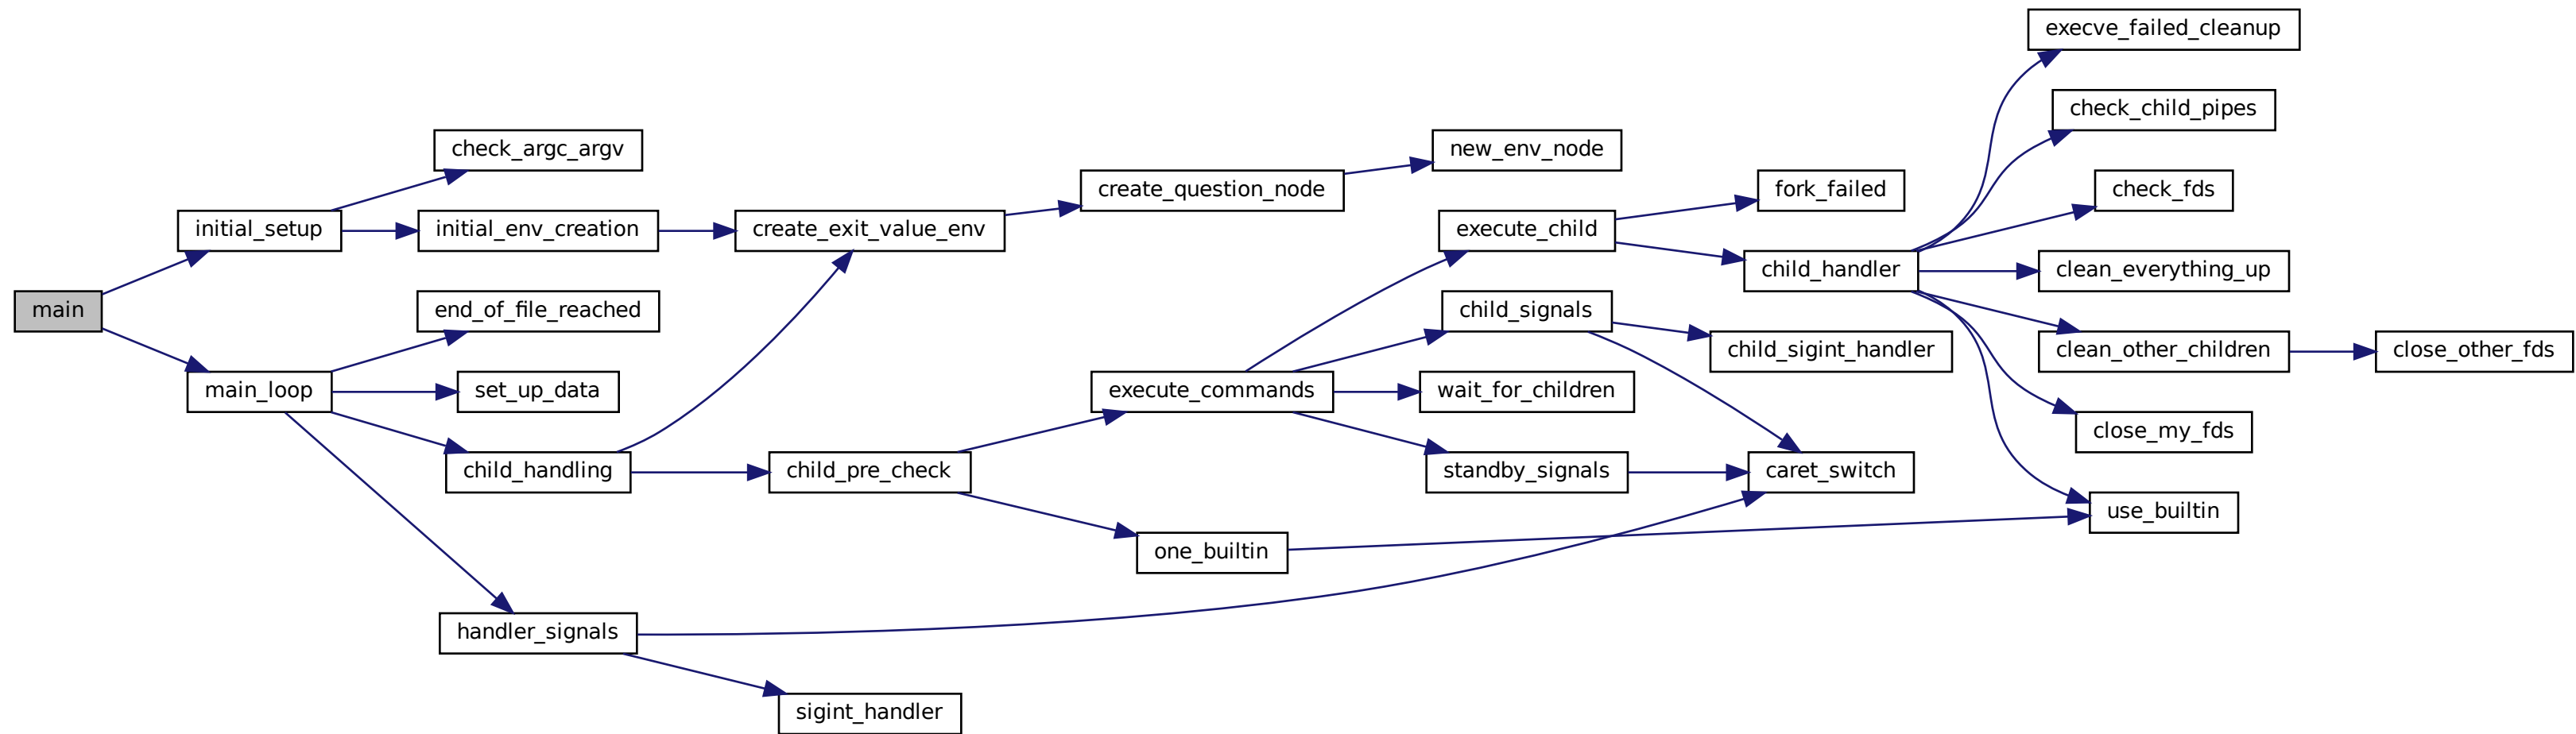 main
initial_setup
main_loop
check_argc_argv
initial_env_creation
end_of_file_reached
set_up_data
child_handling
handler_signals
create_exit_value_env
child_pre_check
sigint_handler
create_question_node
execute_commands
one_builtin
new_env_node
execute_child
child_signals
wait_for_children
standby_signals
fork_failed
child_handler
child_sigint_handler
caret_switch
execve_failed_cleanup
check_child_pipes
check_fds
clean_everything_up
clean_other_children
close_my_fds
use_builtin
close_other_fds